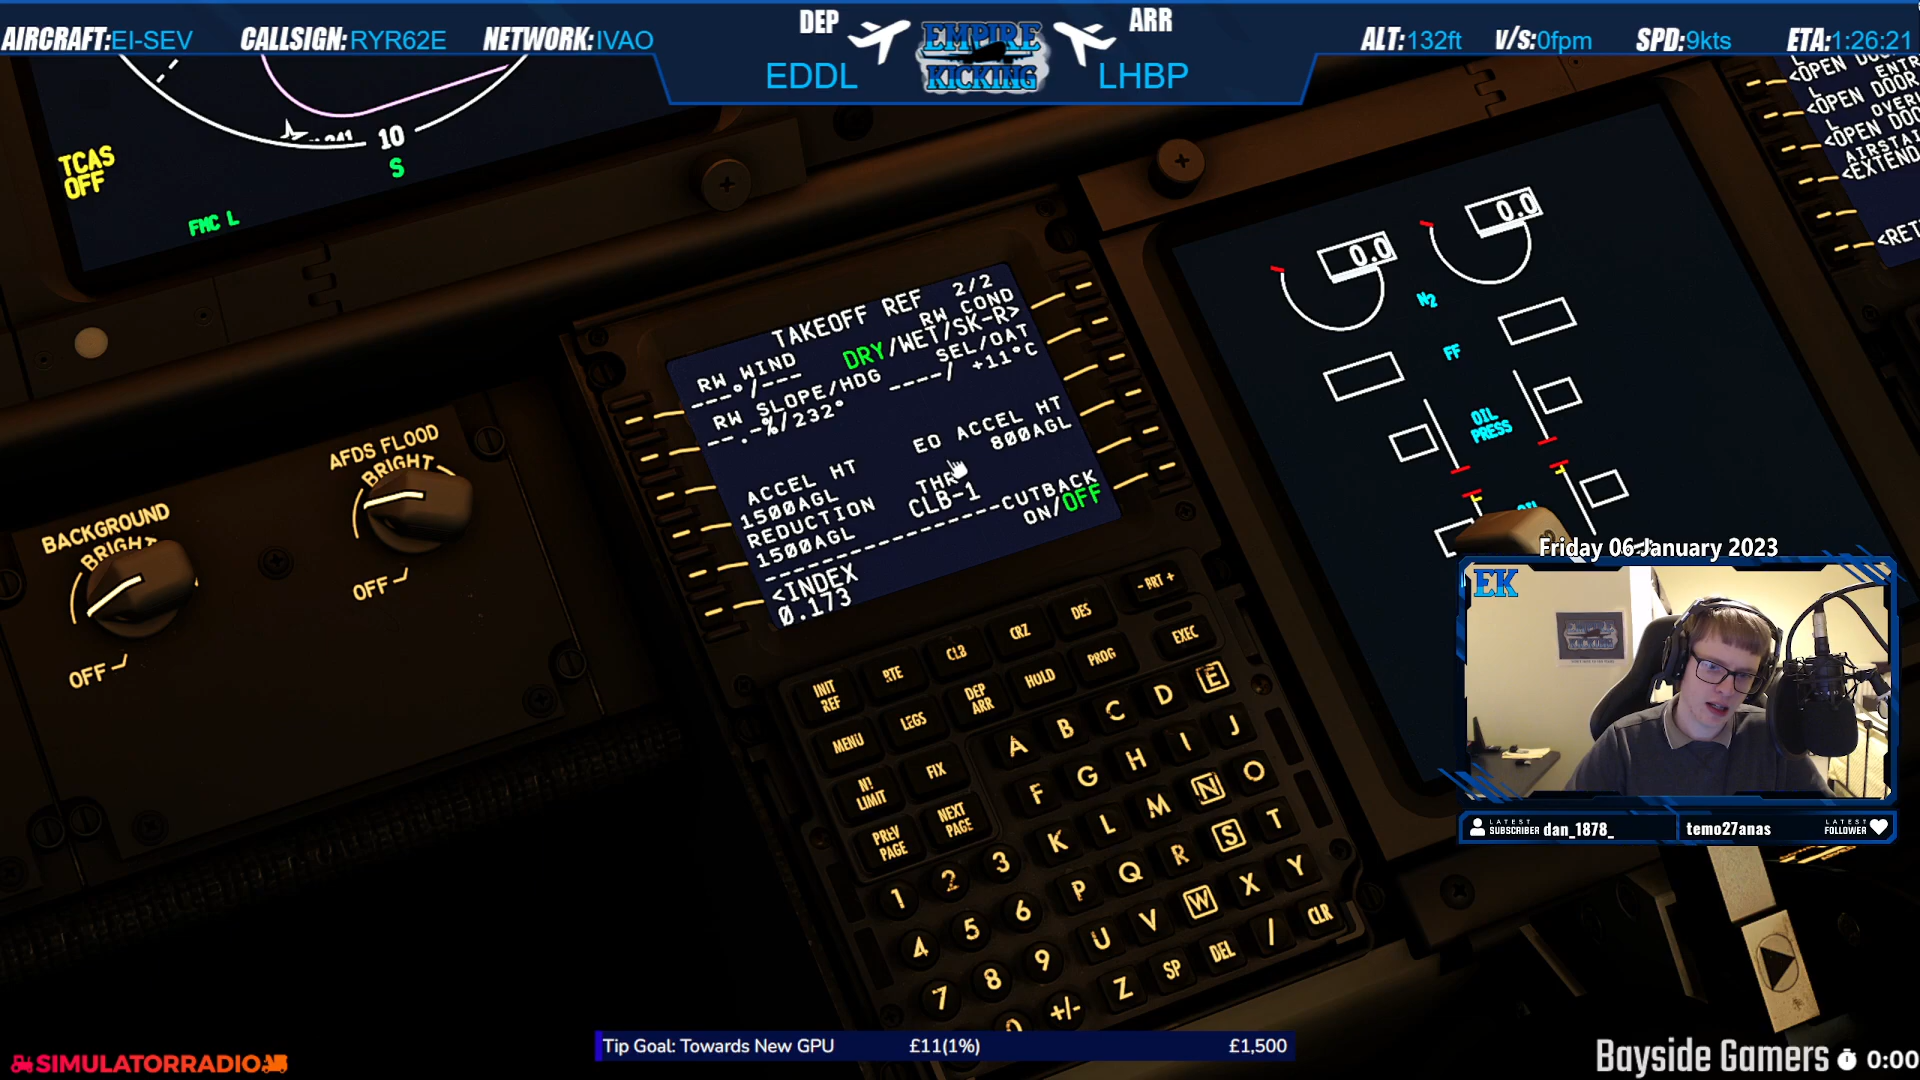 AIRCRAFT:EI-SEV CALLSIGN:RYR62E NETWORK:IVAO
DEP
EDDL
EMPIRE
KICKING
ARR
LHBP
ALT:132ft V/S:0fpm SPD:9kts ETA:1:26:21
10
S
TCAS
OFF
FMC L
<OPEN DOOR
L OVER
<OPEN DOO
AIRSTAI
<EXTEND
<RET
TAKEOFF REF 2/2
RW WIND RW COND
---°/--- DRY/WET/SK-R>
RW SLOPE/HDG SEL/OAT
--.-%/232° ----/ +11°C
EO ACCEL HT
800AGL
ACCEL HT
1500AGL
REDUCTION
1500AGL CLB-1
CUTBACK
ON/OFF
<INDEX
0.173
0.0 0.0
N2
FF
OIL
PRESS
BACKGROUND
BRIGHT
OFF
AFDS FLOOD
BRIGHT
OFF
INIT REF RTE CLB CRZ DES - BRT +
MENU LEGS DEP ARR HOLD PROG EXEC
N1 LIMIT FIX
PREV PAGE NEXT PAGE
A B C D E
F G H I J
K L M N O
P Q R S T
U V W X Y
Z SP DEL / CLR
1 2 3
4 5 6
7 8 9
0 +/-
Friday 06 January 2023
EK
LATEST
SUBSCRIBER dan_1878_
temo27anas LATEST
FOLLOWER
Tip Goal: Towards New GPU £11(1%) £1,500
SIMULATORRADIO
Bayside Gamers 0:00